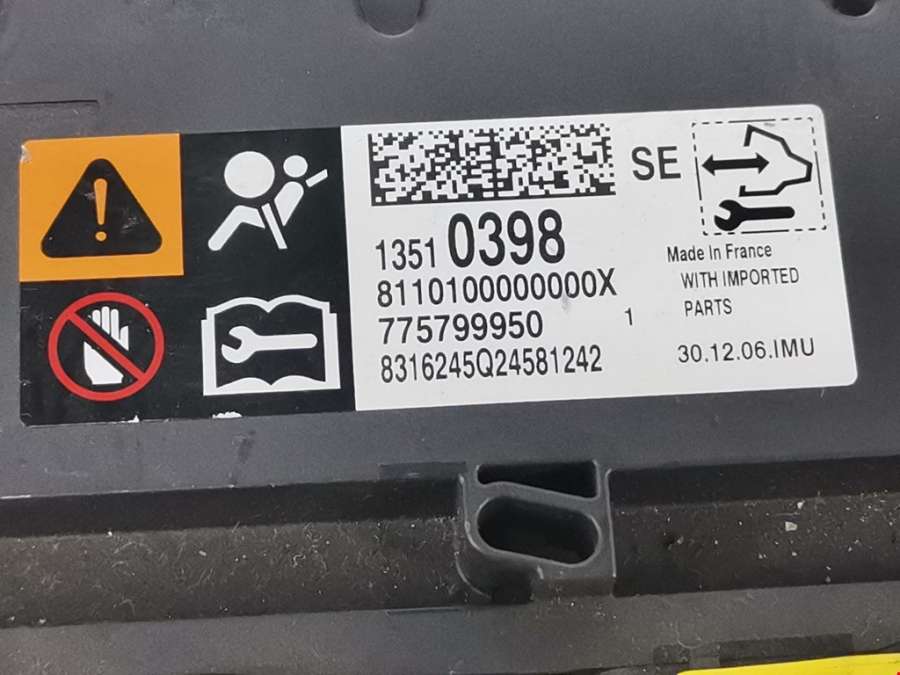 SE
1351 0398
8110100000000X
775799950 1
8316245Q24581242
Made In France
WITH IMPORTED
PARTS
30.12.06.IMU